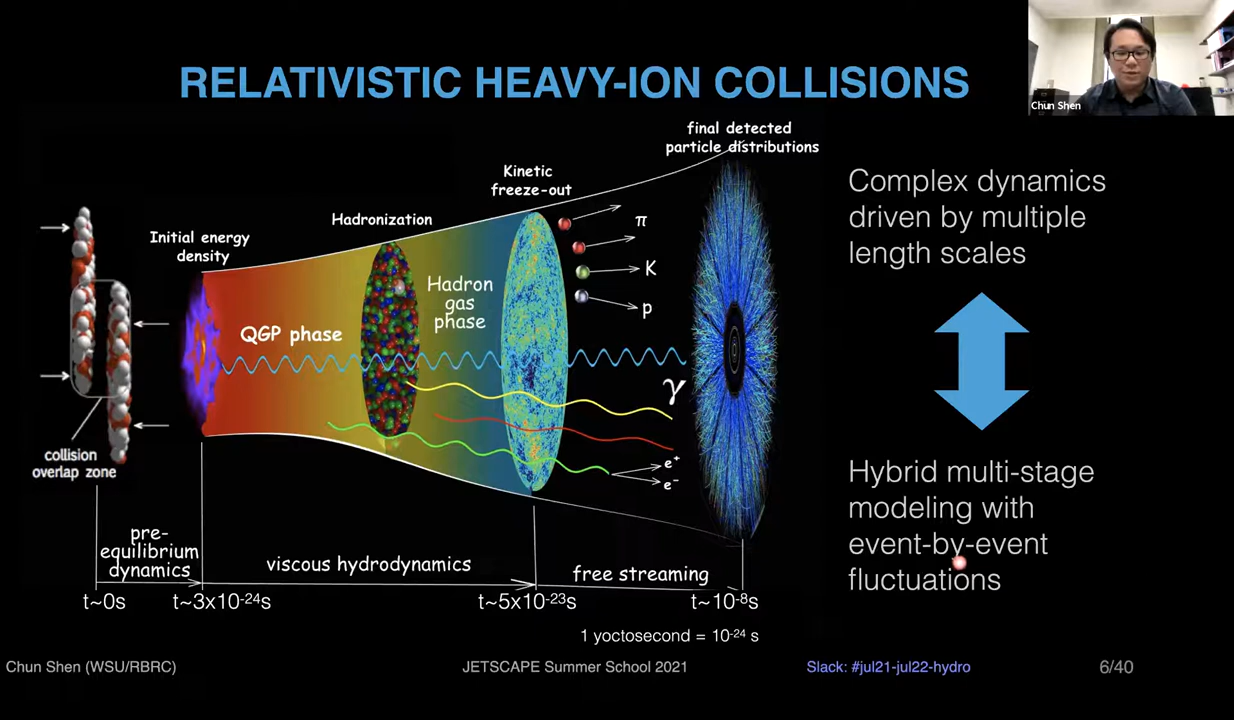 RELATIVISTIC HEAVY-ION COLLISIONS
Chun Shen
final detected
particle distributions
Kinetic
freeze-out
Hadronization
Initial energy
density
π
K
p
QGP phase
Hadron
gas
phase
γ
e+
e-
collision
overlap zone
pre-
equilibrium
dynamics
viscous hydrodynamics
free streaming
t~0s
t~3x10-24s
t~5x10-23s
t~10-8s
1 yoctosecond = 10-24 s
Complex dynamics
driven by multiple
length scales
Hybrid multi-stage
modeling with
event-by-event
fluctuations
Chun Shen (WSU/RBRC)
JETSCAPE Summer School 2021
Slack: #jul21-jul22-hydro
6/40